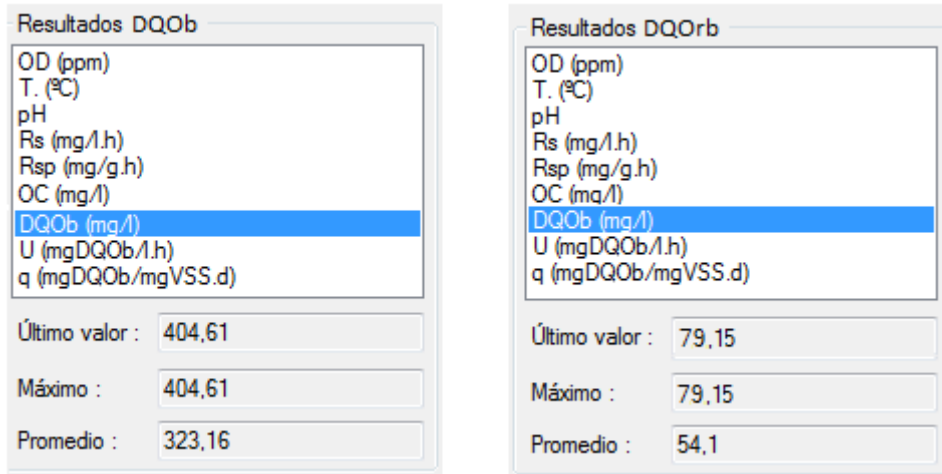 Resultados DQOb
OD (ppm)
T. (ºC)
pH
Rs (mg/l.h)
Rsp (mg/g.h)
OC (mg/l)
DQOb (mg/l)
U (mgDQOb/l.h)
q (mgDQOb/mgVSS.d)
Último valor : 404,61
Máximo : 404,61
Promedio : 323,16
Resultados DQOrb
OD (ppm)
T. (ºC)
pH
Rs (mg/l.h)
Rsp (mg/g.h)
OC (mg/l)
DQOb (mg/l)
U (mgDQOb/l.h)
q (mgDQOb/mgVSS.d)
Último valor : 79,15
Máximo : 79,15
Promedio : 54,1